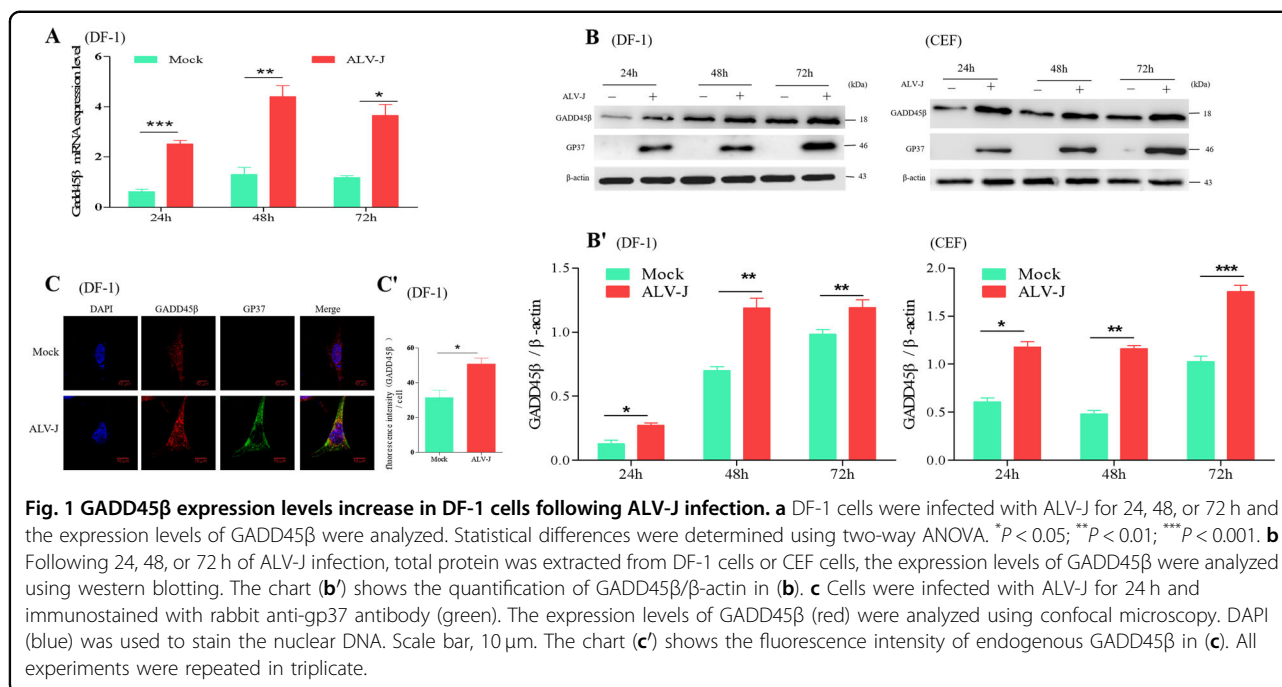 A (DF-1)
Mock ALV-J
Gadd45β mRNA expression level
6
4
2
0
*** ** *
24h 48h 72h
B (DF-1)
24h 48h 72h (kDa)
ALV-J − + − + − +
GADD45β 18
GP37 46
β-actin 43
(CEF)
24h 48h 72h (kDa)
ALV-J − + − + − +
GADD45β 18
GP37 46
β-actin 43
C (DF-1)
DAPI GADD45β GP37 Merge
Mock
ALV-J
C' (DF-1)
fluorescence intensity (GADD45β)
/ cell
60
40
20
0
*
Mock ALV-J
B' (DF-1)
Mock
ALV-J
GADD45β / β-actin
1.5
1.0
0.5
0.0
* ** **
24h 48h 72h
(CEF)
Mock
ALV-J
GADD45β / β-actin
2.0
1.5
1.0
0.5
0.0
* ** ***
24h 48h 72h
Fig. 1 GADD45β expression levels increase in DF-1 cells following ALV-J infection. a DF-1 cells were infected with ALV-J for 24, 48, or 72 h and
the expression levels of GADD45β were analyzed. Statistical differences were determined using two-way ANOVA. *P < 0.05; **P < 0.01; ***P < 0.001. b
Following 24, 48, or 72 h of ALV-J infection, total protein was extracted from DF-1 cells or CEF cells, the expression levels of GADD45β were analyzed
using western blotting. The chart (b′) shows the quantification of GADD45β/β-actin in (b). c Cells were infected with ALV-J for 24 h and
immunostained with rabbit anti-gp37 antibody (green). The expression levels of GADD45β (red) were analyzed using confocal microscopy. DAPI
(blue) was used to stain the nuclear DNA. Scale bar, 10 μm. The chart (c′) shows the fluorescence intensity of endogenous GADD45β in (c). All
experiments were repeated in triplicate.